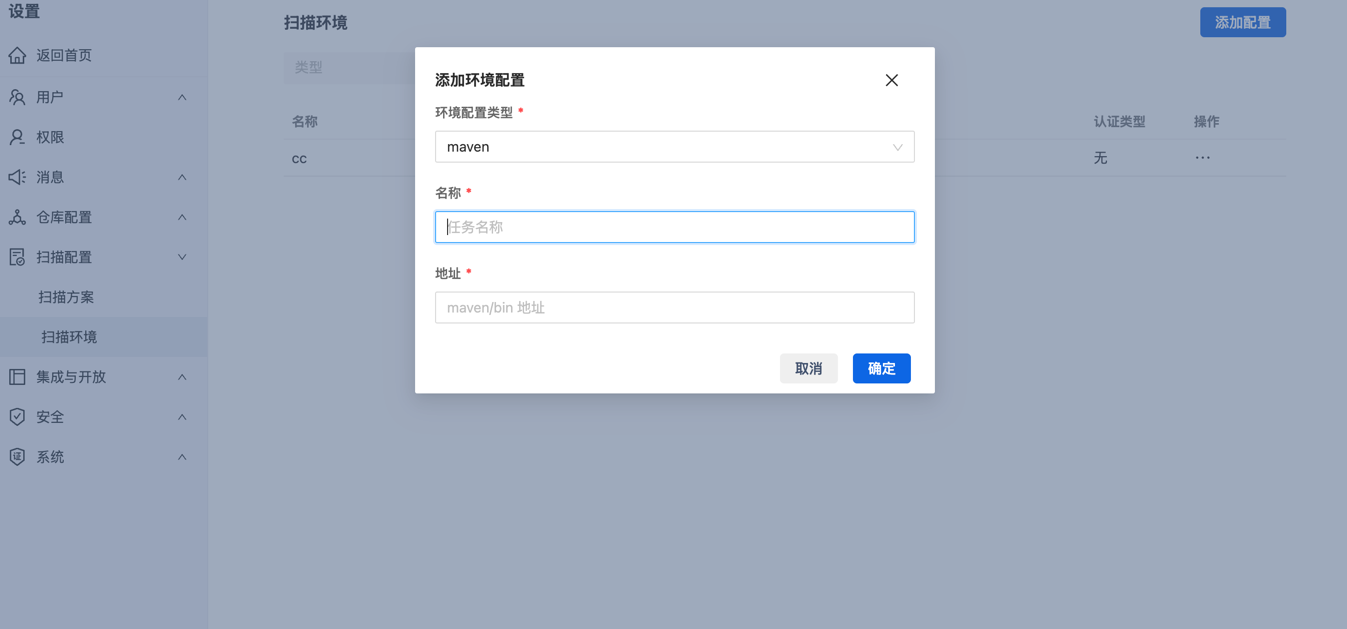 设置
返回首页
用户
权限
消息
仓库配置
扫描配置
扫描方案
扫描环境
集成与开放
安全
系统
扫描环境
添加配置
类型
名称 认证类型 操作
cc 无 ...
添加环境配置
环境配置类型 *
maven
名称 *
任务名称
地址 *
maven/bin 地址
取消 确定